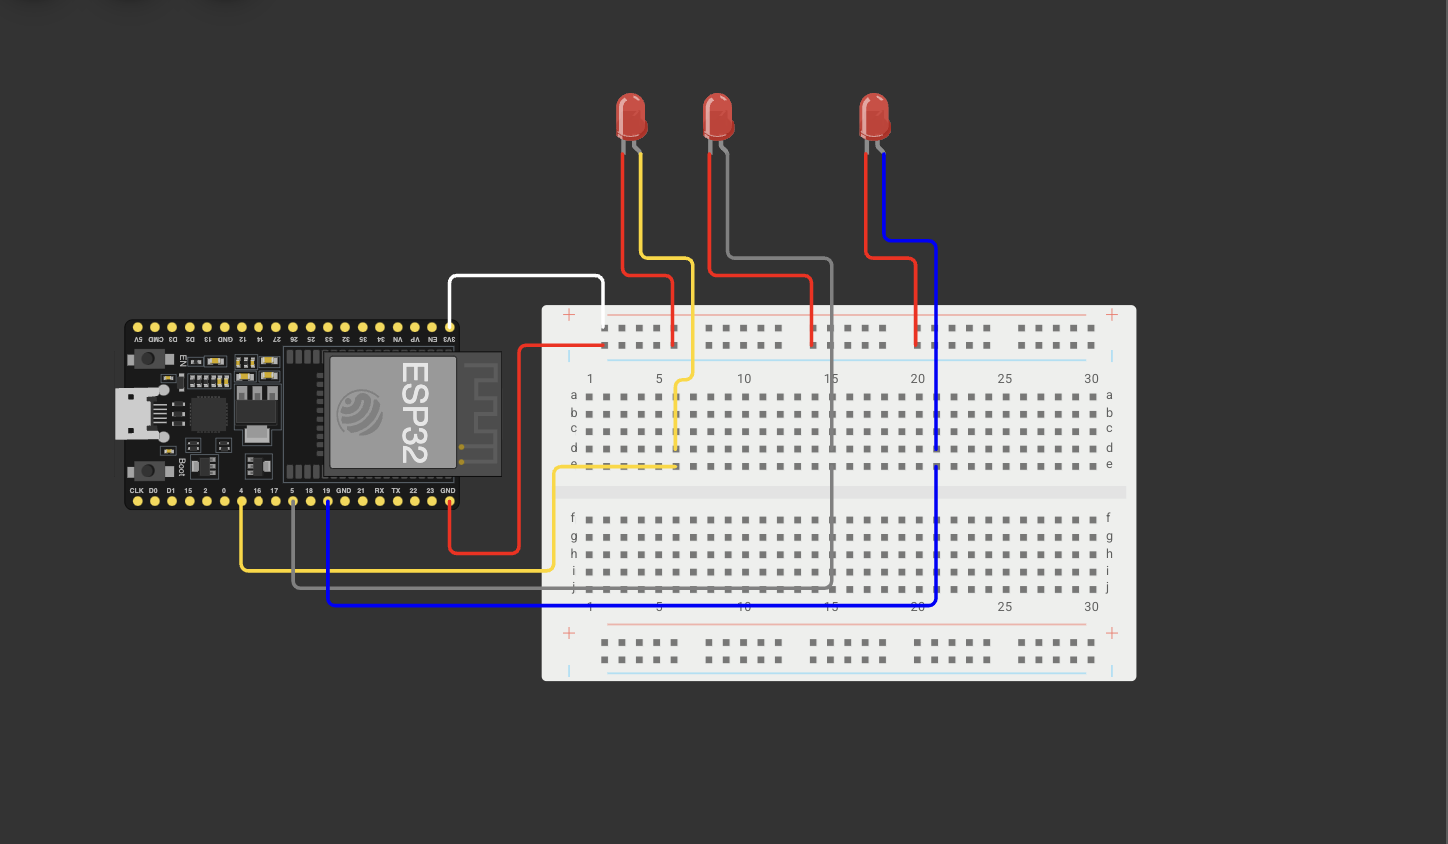 5V CMD D3 D2 13 GND 12 14 27 26 25 33 32 35 34 VN VP EN 3V3
EN
ESP32
Boot
CLK D0 D1 15 2 0 4 16 17 5 18 19 GND 21 RX TX 22 23 GND
+ +
1 5 10 15 20 25 30
a a
b b
c c
d d
e e
f f
g g
h h
i i
j j
1 5 10 15 20 25 30
+ +